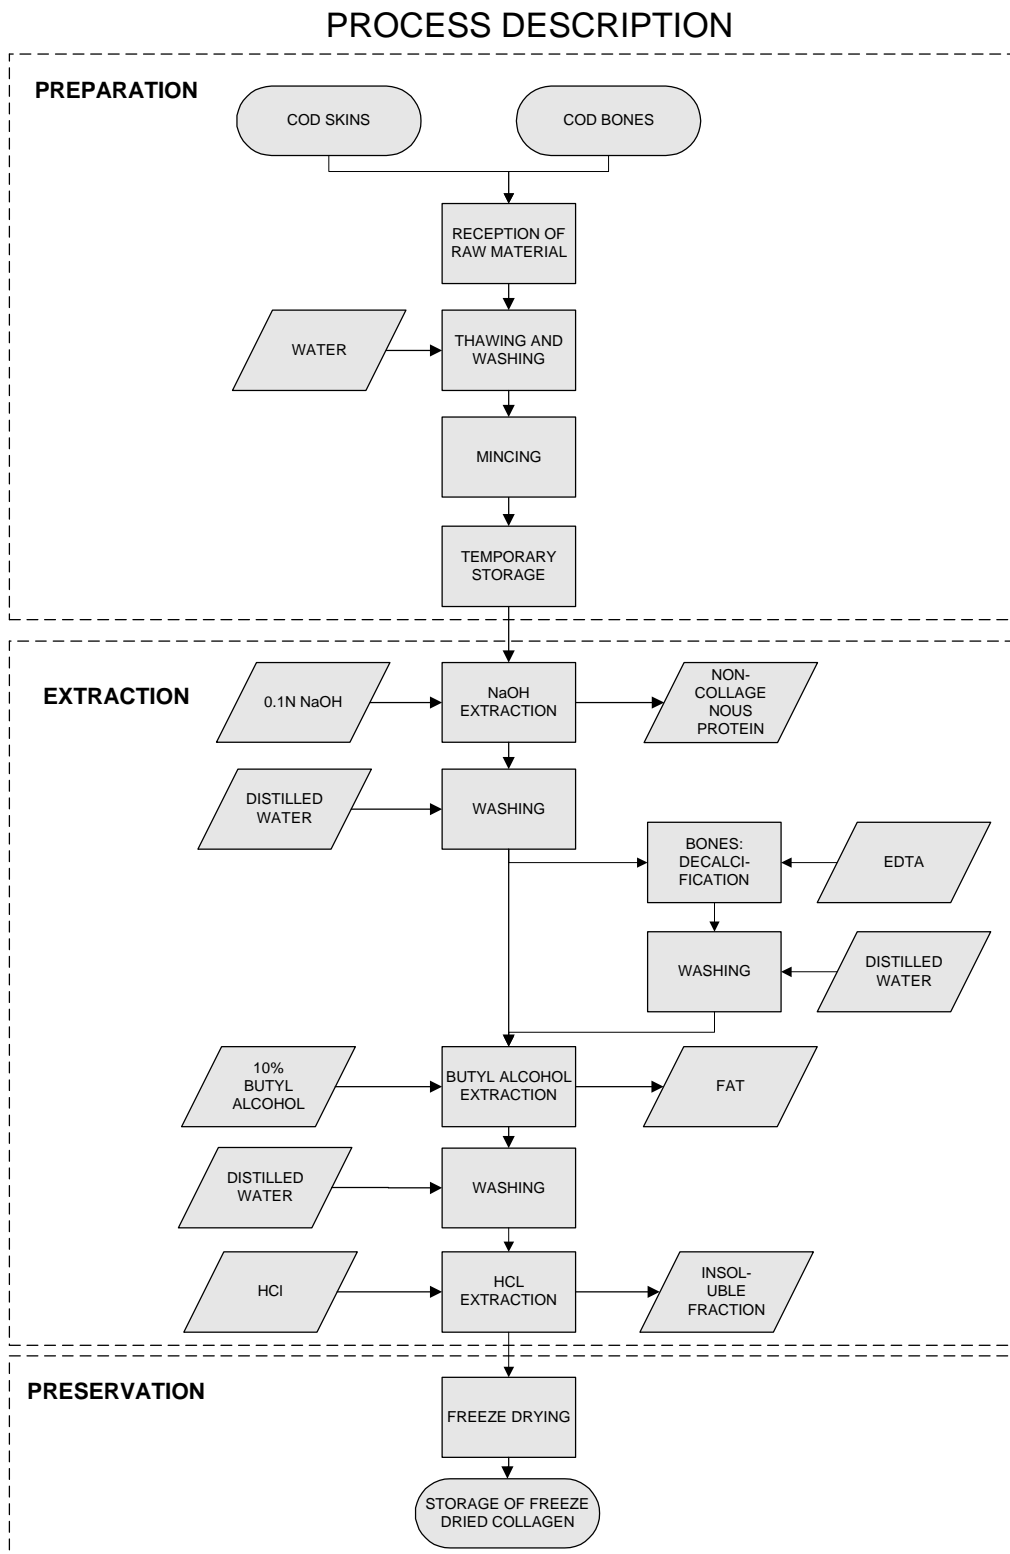 PROCESS DESCRIPTION
PREPARATION
COD SKINS
COD BONES
RECEPTION OF
RAW MATERIAL
WATER
THAWING AND
WASHING
MINCING
TEMPORARY
STORAGE
EXTRACTION
0.1N NaOH
NaOH
EXTRACTION
NON-
COLLAGE
NOUS
PROTEIN
DISTILLED
WATER
WASHING
BONES:
DECALCI-
FICATION
EDTA
WASHING
DISTILLED
WATER
10%
BUTYL
ALCOHOL
BUTYL ALCOHOL
EXTRACTION
FAT
DISTILLED
WATER
WASHING
HCl
HCL
EXTRACTION
INSOL-
UBLE
FRACTION
PRESERVATION
FREEZE DRYING
STORAGE OF FREEZE
DRIED COLLAGEN